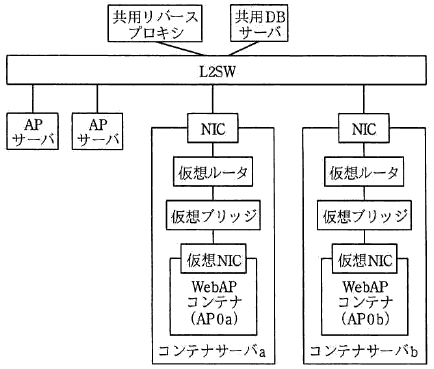 共用リバース
プロキシ
共用DB
サーバ
L2SW
AP
サーバ
AP
サーバ
NIC
NIC
仮想ルータ
仮想ルータ
仮想ブリッジ
仮想ブリッジ
仮想NIC
仮想NIC
WebAP
コンテナ
(AP0a)
WebAP
コンテナ
(AP0b)
コンテナサーバa
コンテナサーバb